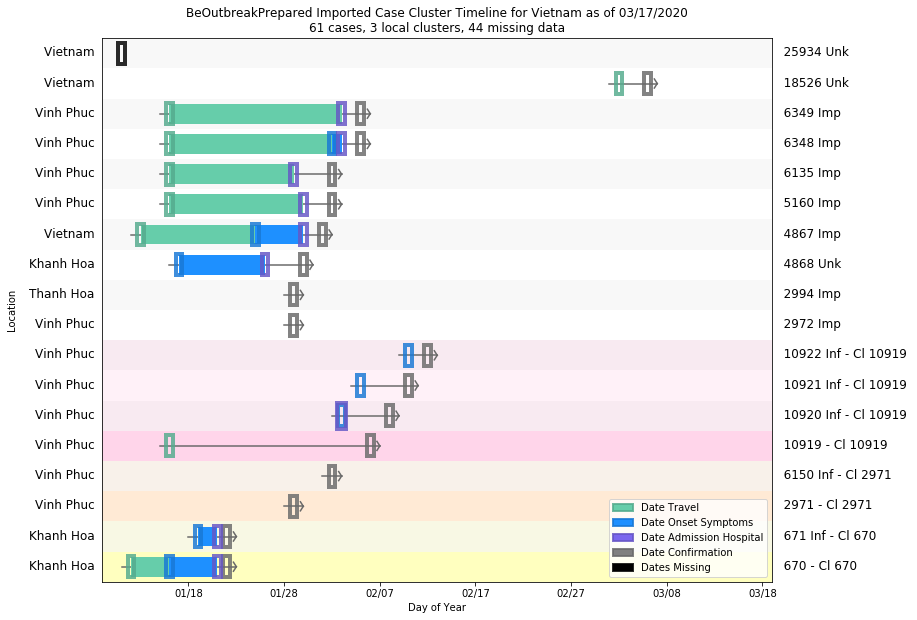 BeOutbreakPrepared Imported Case Cluster Timeline for Vietnam as of 03/17/2020
61 cases, 3 local clusters, 44 missing data
Vietnam 25934 Unk
Vietnam 18526 Unk
Vinh Phuc 6349 Imp
Vinh Phuc 6348 Imp
Vinh Phuc 6135 Imp
Vinh Phuc 5160 Imp
Vietnam 4867 Imp
Khanh Hoa 4868 Unk
Thanh Hoa 2994 Imp
Vinh Phuc 2972 Imp
Vinh Phuc 10922 Inf - Cl 10919
Vinh Phuc 10921 Inf - Cl 10919
Vinh Phuc 10920 Inf - Cl 10919
Vinh Phuc 10919 - Cl 10919
Vinh Phuc 6150 Inf - Cl 2971
Vinh Phuc 2971 - Cl 2971
Khanh Hoa 671 Inf - Cl 670
Khanh Hoa 670 - Cl 670
Location
Date Travel
Date Onset Symptoms
Date Admission Hospital
Date Confirmation
Dates Missing
01/18 01/28 02/07 02/17 02/27 03/08 03/18
Day of Year